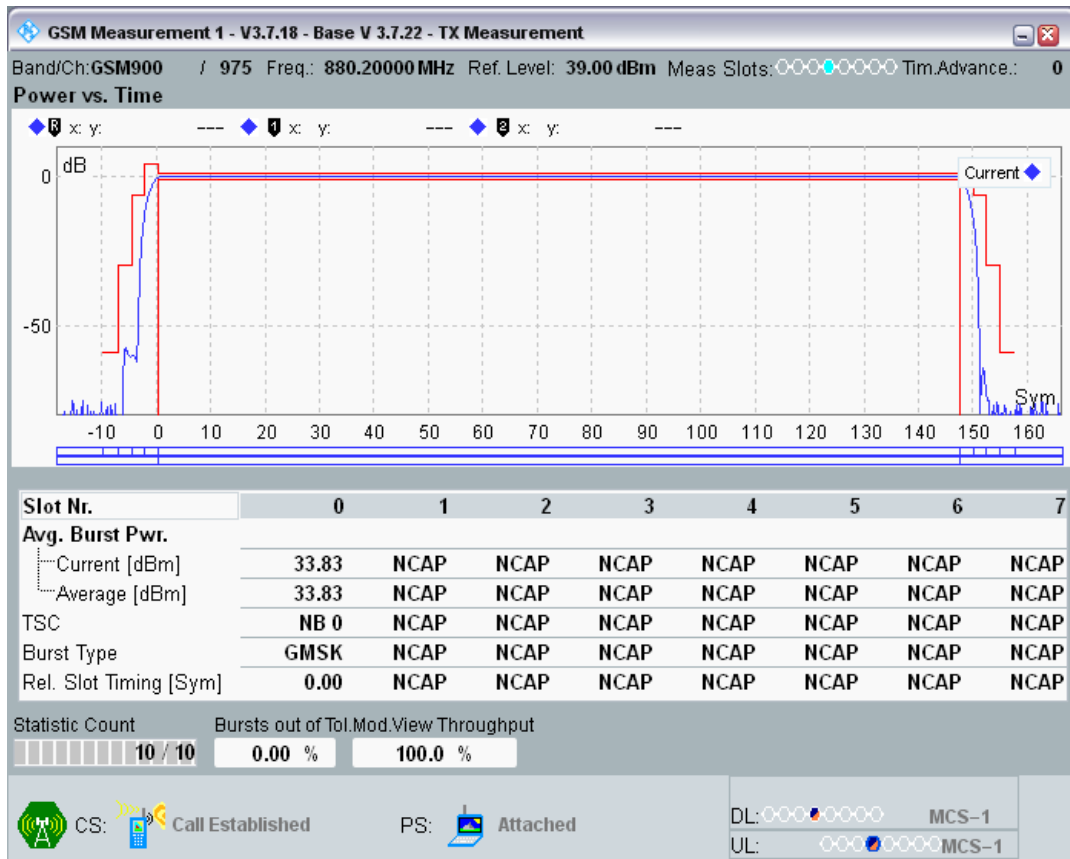 GSM Measurement 1 - V3.7.18 - Base V 3.7.22 - TX Measurement
Band/Ch:GSM900 / 975 Freq.: 880.20000 MHz Ref. Level: 39.00 dBm Meas Slots: Tim.Advance.: 0
Power vs. Time
R x: y: --- 1 x: y: --- 2 x: y: ---
dB
Current
0
-50
Sym
-10 0 10 20 30 40 50 60 70 80 90 100 110 120 130 140 150 160
Slot Nr. 0 1 2 3 4 5 6 7
Avg. Burst Pwr.
Current [dBm] 33.83 NCAP NCAP NCAP NCAP NCAP NCAP NCAP
Average [dBm] 33.83 NCAP NCAP NCAP NCAP NCAP NCAP NCAP
TSC NB 0 NCAP NCAP NCAP NCAP NCAP NCAP NCAP
Burst Type GMSK NCAP NCAP NCAP NCAP NCAP NCAP NCAP
Rel. Slot Timing [Sym] 0.00 NCAP NCAP NCAP NCAP NCAP NCAP NCAP
Statistic Count Bursts out of Tol. Mod.View Throughput
10 / 10 0.00 % 100.0 %
CS: Call Established PS: Attached
DL: MCS-1
UL: MCS-1